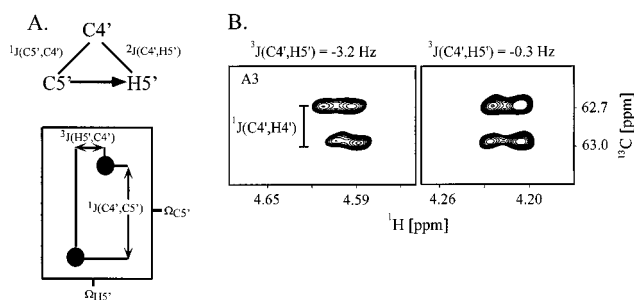 A.
C4'
¹J(C5',C4')
²J(C4',H5')
C5'
H5'
³J(H5',C4')
¹J(C4',C5')
Ω_C5'
Ω_H5'
B.
³J(C4',H5') = -3.2 Hz
³J(C4',H5') = -0.3 Hz
A3
¹J(C4',H4')
62.7
63.0
¹³C [ppm]
4.65
4.59
4.26
4.20
¹H [ppm]